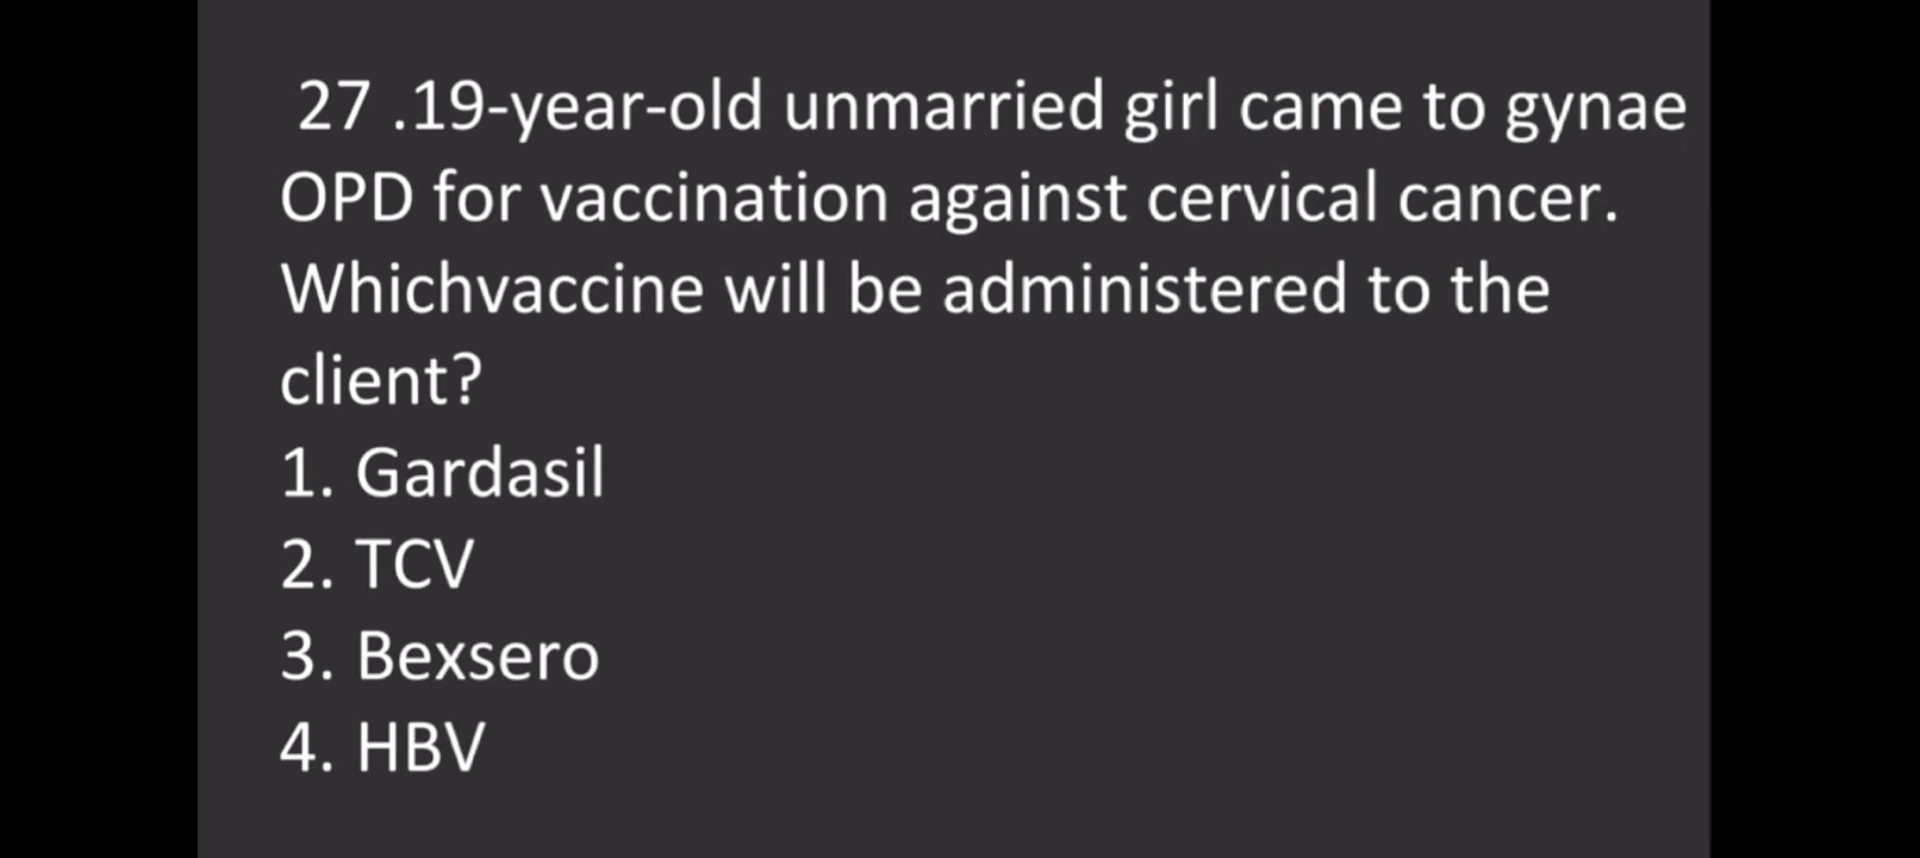 27 .19-year-old unmarried girl came to gynae
OPD for vaccination against cervical cancer.
Whichvaccine will be administered to the
client?
1. Gardasil
2. TCV
3. Bexsero
4. HBV